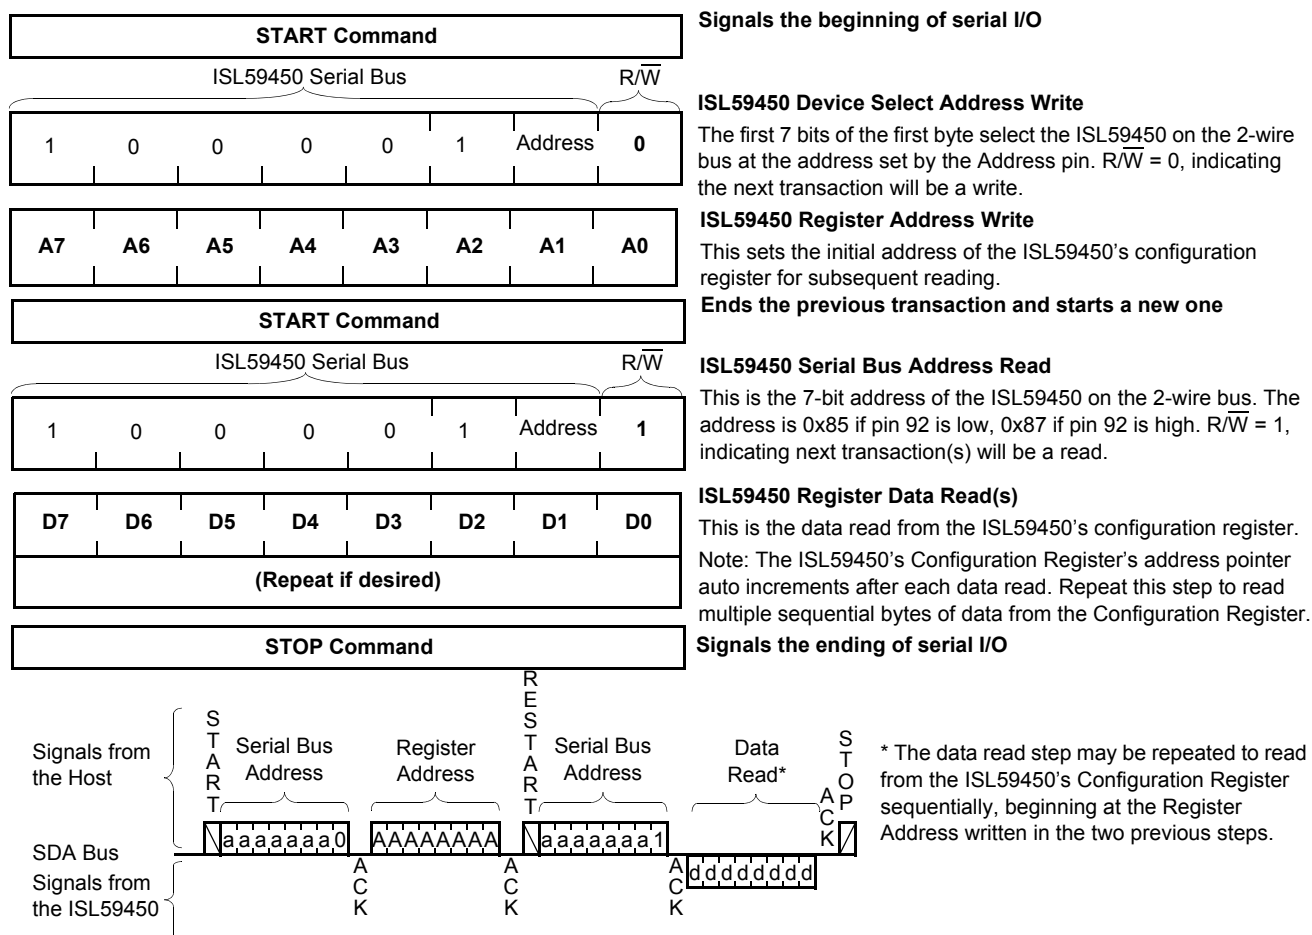 START Command
Signals the beginning of serial I/O
ISL59450 Serial Bus
R/W
1 0 0 0 0 1 Address 0
ISL59450 Device Select Address Write
The first 7 bits of the first byte select the ISL59450 on the 2-wire
bus at the address set by the Address pin. R/W = 0, indicating
the next transaction will be a write.
A7 A6 A5 A4 A3 A2 A1 A0
ISL59450 Register Address Write
This sets the initial address of the ISL59450’s configuration
register for subsequent reading.
START Command
Ends the previous transaction and starts a new one
ISL59450 Serial Bus
R/W
1 0 0 0 0 1 Address 1
ISL59450 Serial Bus Address Read
This is the 7-bit address of the ISL59450 on the 2-wire bus. The
address is 0x85 if pin 92 is low, 0x87 if pin 92 is high. R/W = 1,
indicating next transaction(s) will be a read.
D7 D6 D5 D4 D3 D2 D1 D0
(Repeat if desired)
ISL59450 Register Data Read(s)
This is the data read from the ISL59450’s configuration register.
Note: The ISL59450’s Configuration Register’s address pointer
auto increments after each data read. Repeat this step to read
multiple sequential bytes of data from the Configuration Register.
STOP Command
Signals the ending of serial I/O
Signals from
the Host
START
Serial Bus
Address
Register
Address
RESTART
Serial Bus
Address
Data
Read*
ACK
STOP
* The data read step may be repeated to read
from the ISL59450’s Configuration Register
sequentially, beginning at the Register
Address written in the two previous steps.
aaaaaaa0
AAAAAAAA
aaaaaaa1
SDA Bus
Signals from
the ISL59450
ACK
ACK
ACK
dddddddd